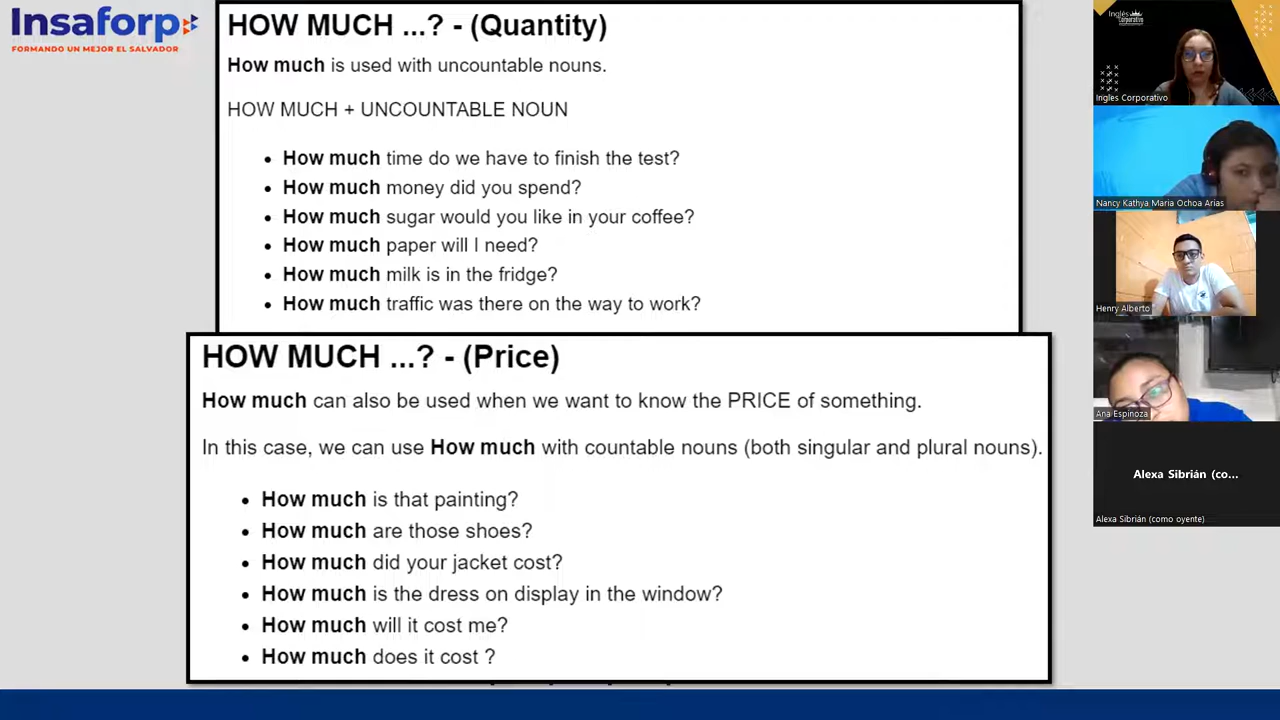 Insaforp
FORMANDO UN MEJOR EL SALVADOR
HOW MUCH ...? - (Quantity)
How much is used with uncountable nouns.
HOW MUCH + UNCOUNTABLE NOUN
• How much time do we have to finish the test?
• How much money did you spend?
• How much sugar would you like in your coffee?
• How much paper will I need?
• How much milk is in the fridge?
• How much traffic was there on the way to work?
HOW MUCH ...? - (Price)
How much can also be used when we want to know the PRICE of something.
In this case, we can use How much with countable nouns (both singular and plural nouns).
• How much is that painting?
• How much are those shoes?
• How much did your jacket cost?
• How much is the dress on display in the window?
• How much will it cost me?
• How much does it cost ?
Inglés
Corporativo
Ingles Corporativo
Nancy Kathya Maria Ochoa Arias
Henry Alberto
Ana Espinoza
Alexa Sibrián (co...
Alexa Sibrián (como oyente)